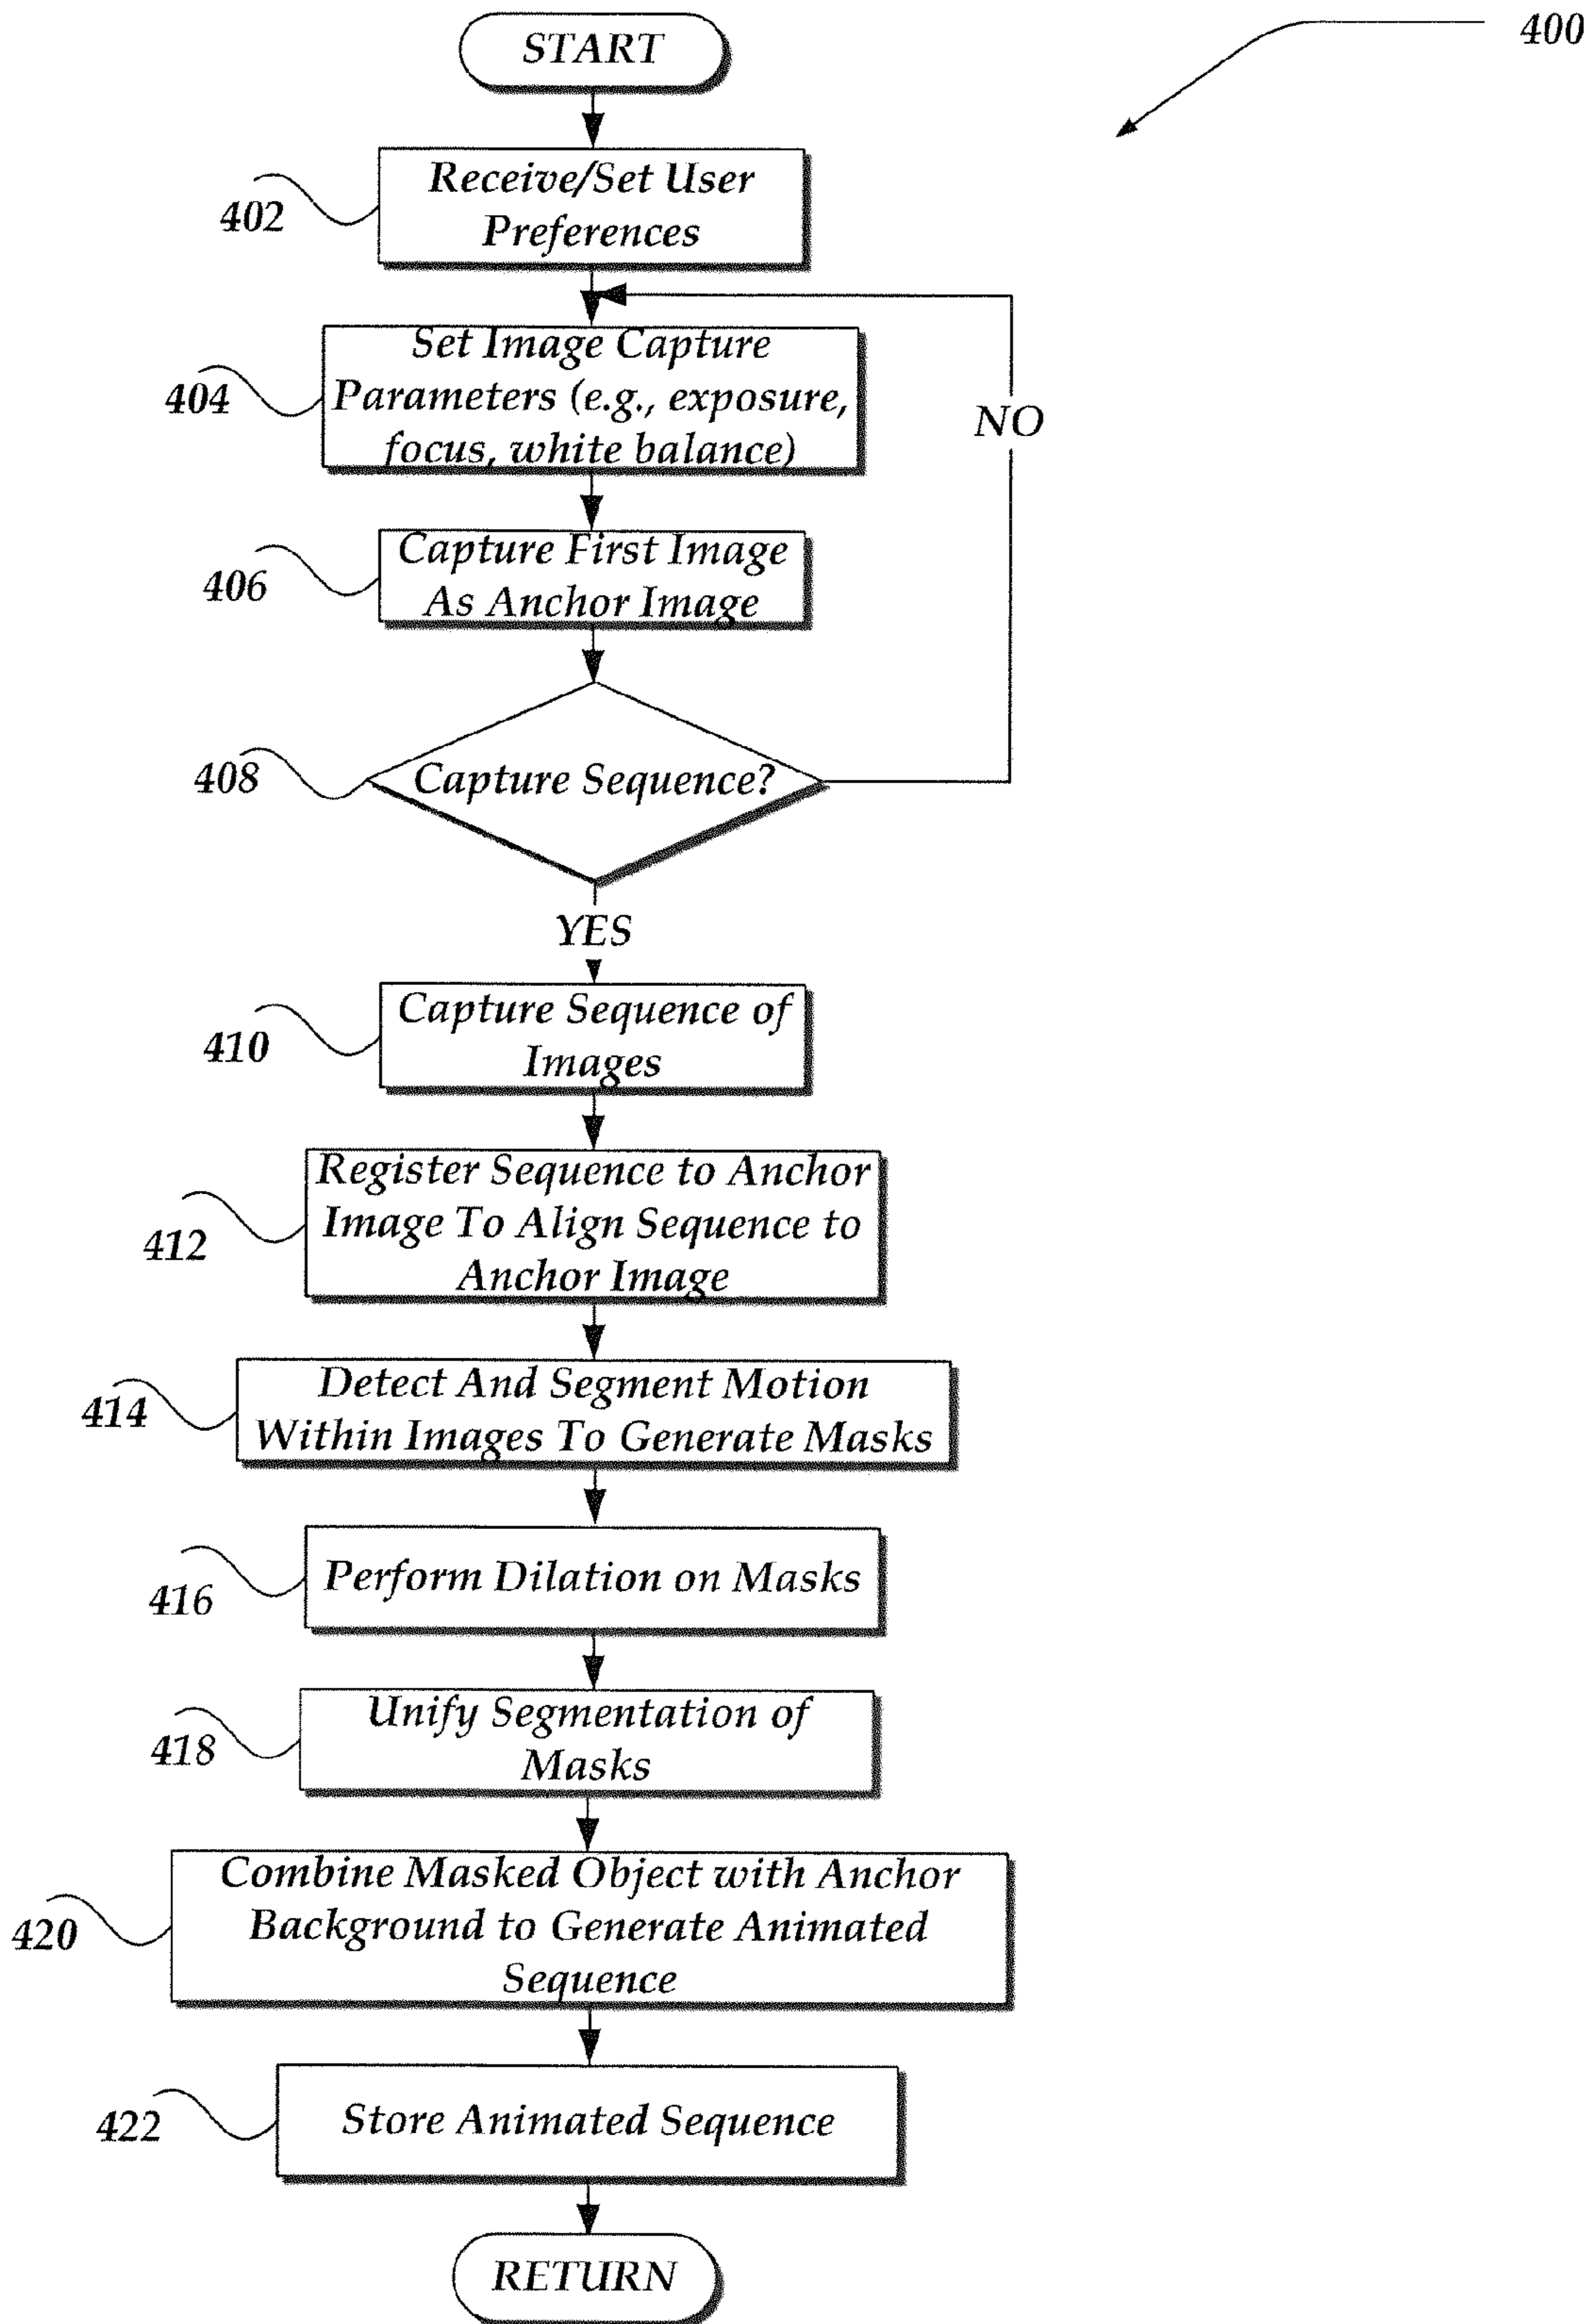 START
400
402
Receive/Set User
Preferences
404
Set Image Capture
Parameters (e.g., exposure,
focus, white balance)
NO
406
Capture First Image
As Anchor Image
408
Capture Sequence?
YES
410
Capture Sequence of
Images
412
Register Sequence to Anchor
Image To Align Sequence to
Anchor Image
414
Detect And Segment Motion
Within Images To Generate Masks
416
Perform Dilation on Masks
418
Unify Segmentation of
Masks
420
Combine Masked Object with Anchor
Background to Generate Animated
Sequence
422
Store Animated Sequence
RETURN